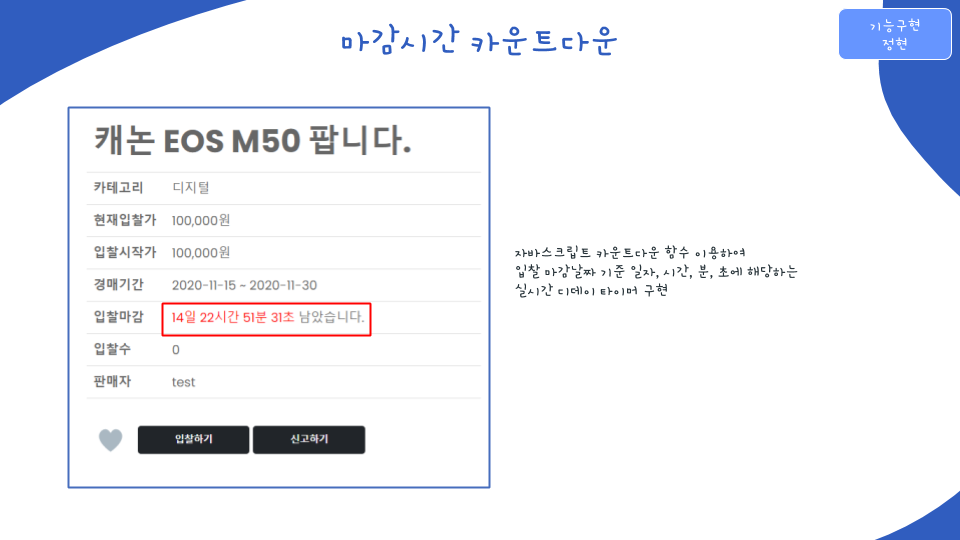 마감시간 카운트다운
기능구현
정현
캐논 EOS M50 팝니다.
카테고리 디지털
현재입찰가 100,000원
입찰시작가 100,000원
경매기간 2020-11-15 ~ 2020-11-30
입찰마감 14일 22시간 51분 31초 남았습니다.
입찰수 0
판매자 test
입찰하기 신고하기
자바스크립트 카운트다운 함수 이용하여
입찰 마감날짜 기준 일자, 시간, 분, 초에 해당하는
실시간 디데이 타이머 구현